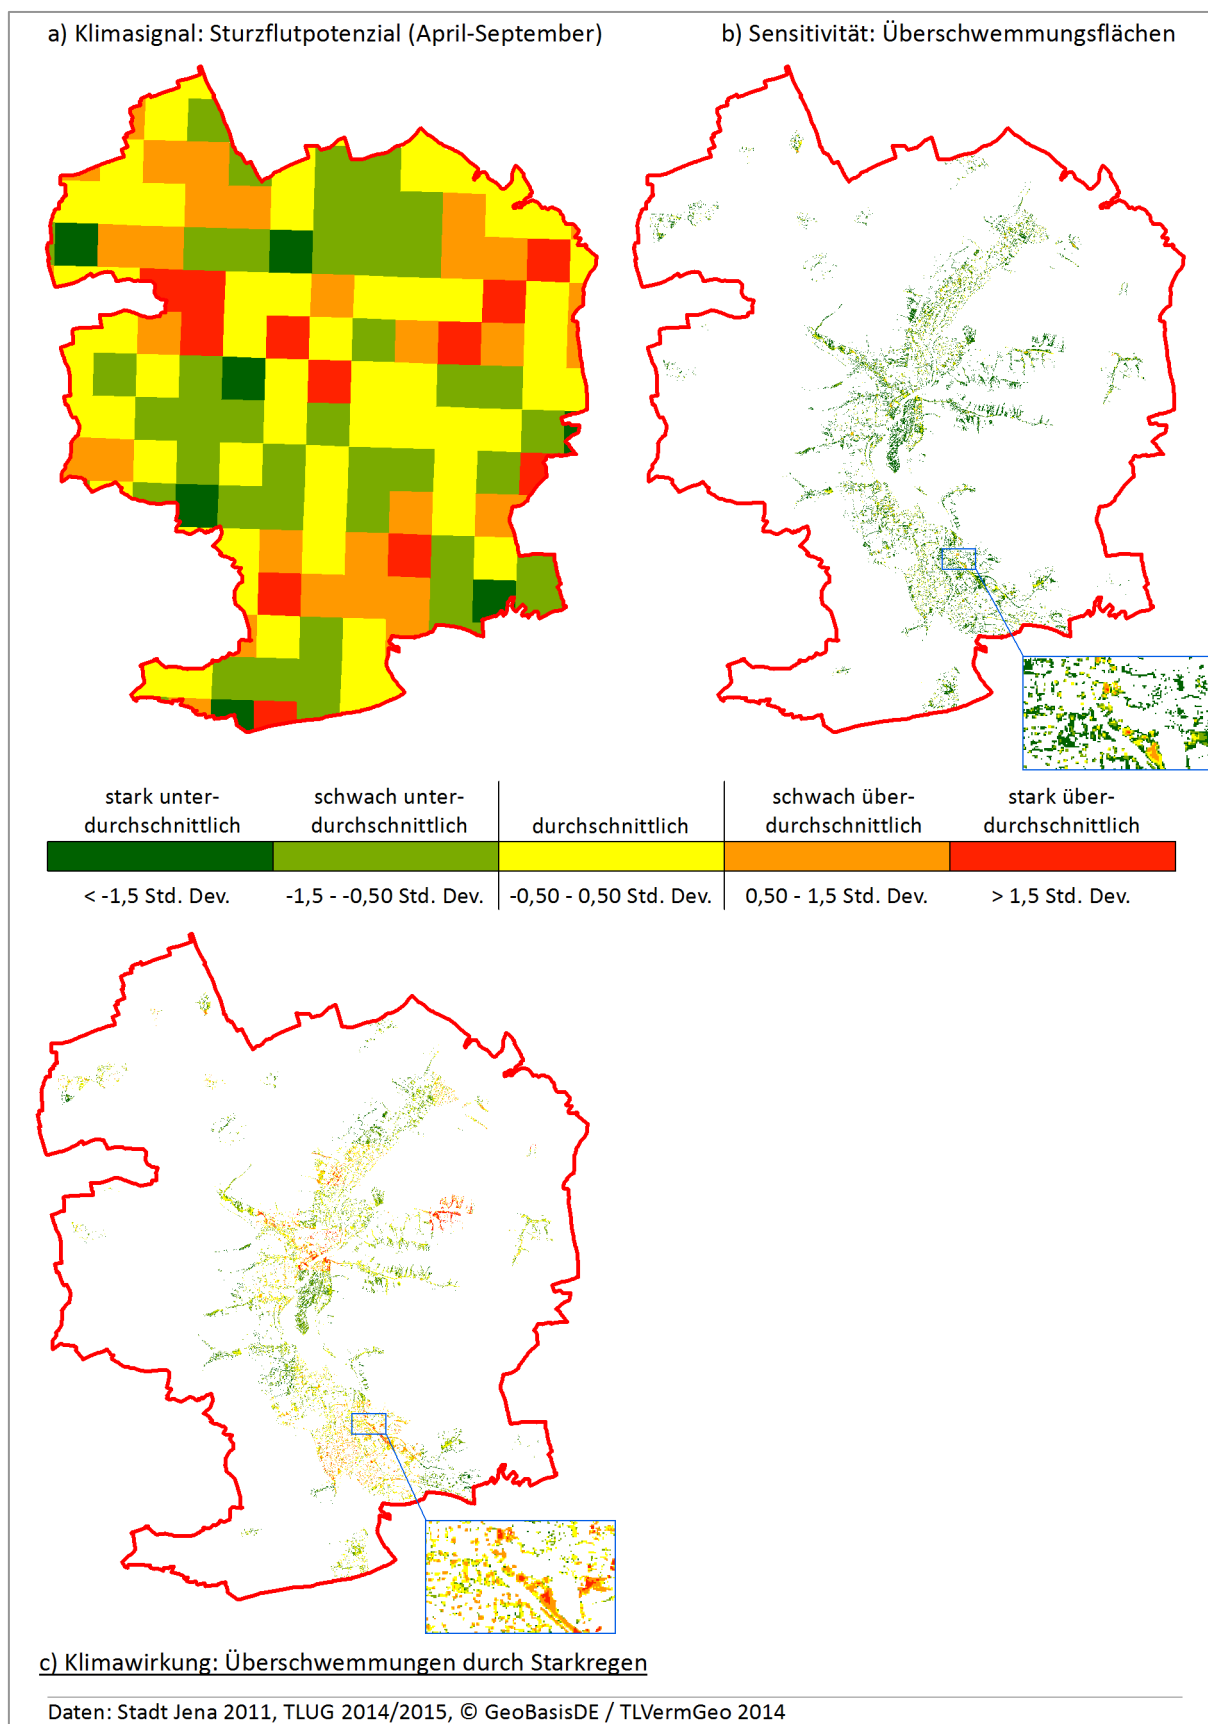 a) Klimasignal: Sturzflutpotenzial (April-September)
b) Sensitivität: Überschwemmungsflächen
stark unter-
durchschnittlich
schwach unter-
durchschnittlich
durchschnittlich
schwach über-
durchschnittlich
stark über-
durchschnittlich
< -1,5 Std. Dev.
-1,5 - -0,50 Std. Dev.
-0,50 - 0,50 Std. Dev.
0,50 - 1,5 Std. Dev.
> 1,5 Std. Dev.
c) Klimawirkung: Überschwemmungen durch Starkregen
Daten: Stadt Jena 2011, TLUG 2014/2015, © GeoBasisDE / TLVermGeo 2014